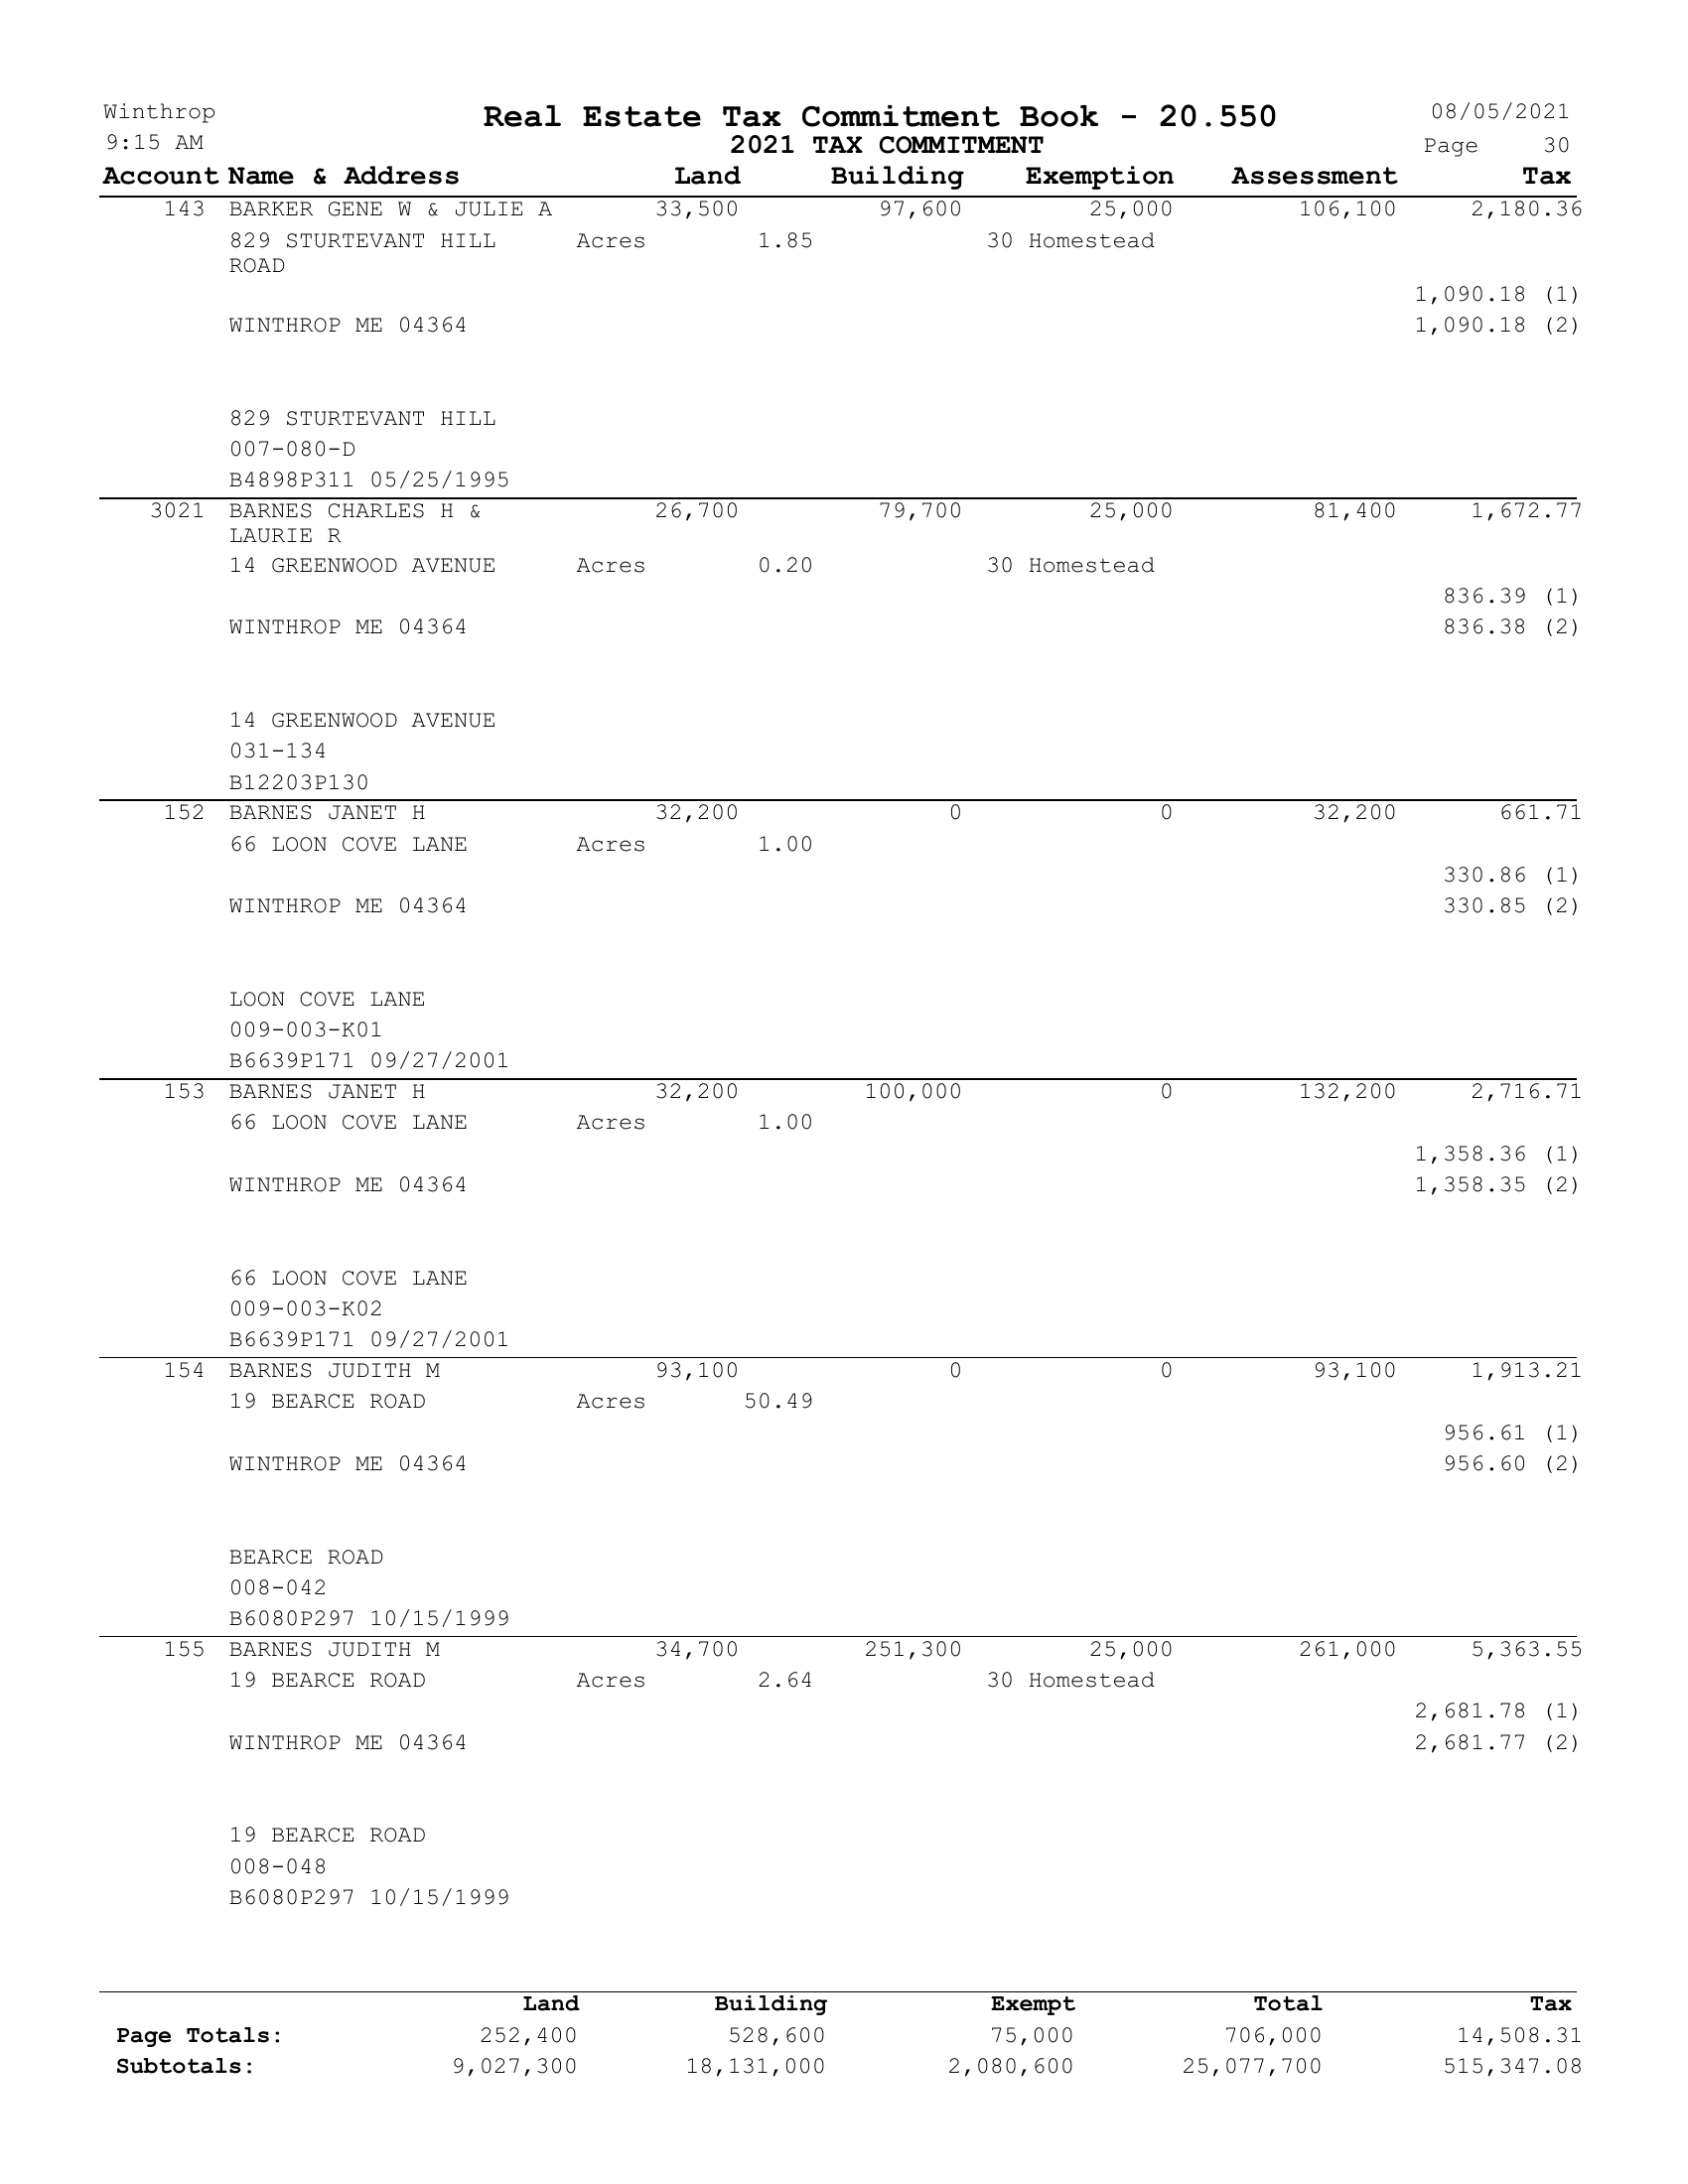 Winthrop Real Estate Tax Commitment Book - 20.550 08/05/2021
9:15 AM 2021 TAX COMMITMENT Page 30
Account Name & Address Land Building Exemption Assessment Tax
143 BARKER GENE W & JULIE A 33,500 97,600 25,000 106,100 2,180.36
829 STURTEVANT HILL Acres 1.85 30 Homestead
ROAD
1,090.18 (1)
WINTHROP ME 04364 1,090.18 (2)
829 STURTEVANT HILL
007-080-D
B4898P311 05/25/1995
3021 BARNES CHARLES H & 26,700 79,700 25,000 81,400 1,672.77
LAURIE R
14 GREENWOOD AVENUE Acres 0.20 30 Homestead
836.39 (1)
WINTHROP ME 04364 836.38 (2)
14 GREENWOOD AVENUE
031-134
B12203P130
152 BARNES JANET H 32,200 0 0 32,200 661.71
66 LOON COVE LANE Acres 1.00
330.86 (1)
WINTHROP ME 04364 330.85 (2)
LOON COVE LANE
009-003-K01
B6639P171 09/27/2001
153 BARNES JANET H 32,200 100,000 0 132,200 2,716.71
66 LOON COVE LANE Acres 1.00
1,358.36 (1)
WINTHROP ME 04364 1,358.35 (2)
66 LOON COVE LANE
009-003-K02
B6639P171 09/27/2001
154 BARNES JUDITH M 93,100 0 0 93,100 1,913.21
19 BEARCE ROAD Acres 50.49
956.61 (1)
WINTHROP ME 04364 956.60 (2)
BEARCE ROAD
008-042
B6080P297 10/15/1999
155 BARNES JUDITH M 34,700 251,300 25,000 261,000 5,363.55
19 BEARCE ROAD Acres 2.64 30 Homestead
2,681.78 (1)
WINTHROP ME 04364 2,681.77 (2)
19 BEARCE ROAD
008-048
B6080P297 10/15/1999
Land Building Exempt Total Tax
Page Totals: 252,400 528,600 75,000 706,000 14,508.31
Subtotals: 9,027,300 18,131,000 2,080,600 25,077,700 515,347.08